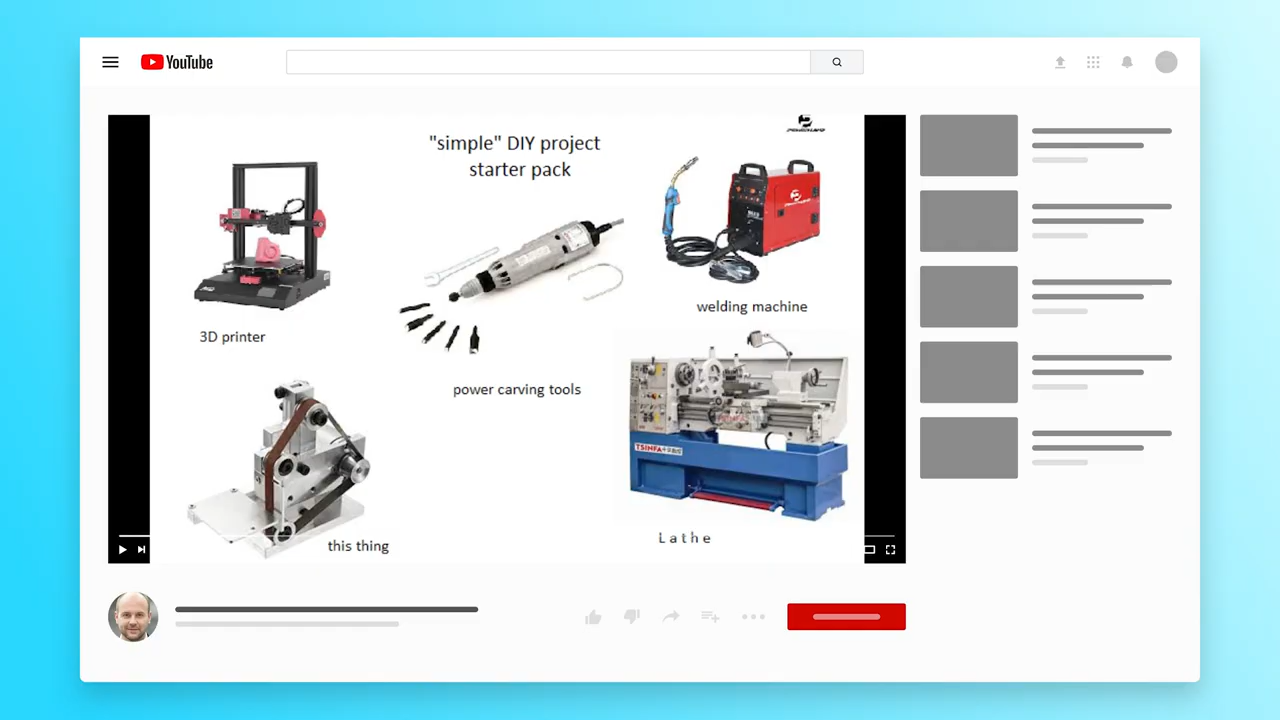 YouTube
"simple" DIY project
starter pack
3D printer
power carving tools
welding machine
TSINFA
this thing
Lathe